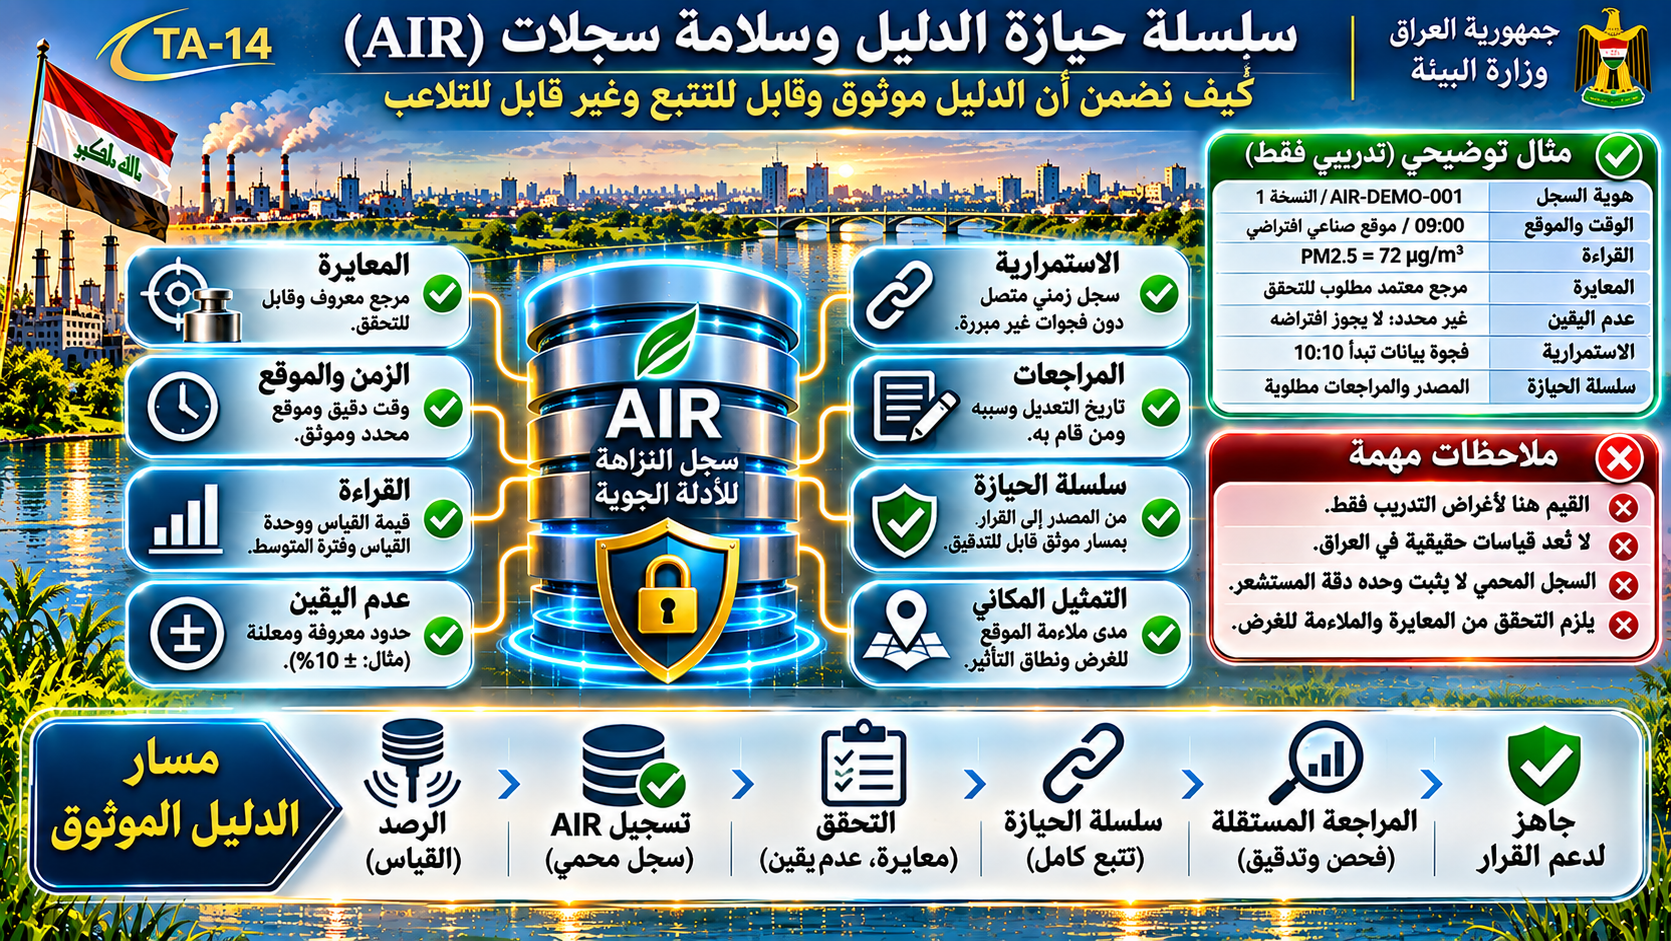 TA-14
سلسلة حيازة الدليل وسلامة سجلات (AIR)
كيف نضمن أن الدليل موثوق وقابل للتتبع وغير قابل للتلاعب
جمهورية العراق
وزارة البيئة
مثال توضيحي (تدريبي فقط)
هوية السجل AIR-DEMO-001 / النسخة 1
الوقت والموقع 09:00 / موقع صناعي افتراضي
القراءة PM2.5 = 72 µg/m³
المعايرة مرجع معتمد مطلوب للتحقق
عدم اليقين غير محدد: لا يجوز افتراضه
الاستمرارية فجوة بيانات تبدأ 10:10
سلسلة الحيازة المصدر والمراجعات مطلوبة
ملاحظات مهمة
القيم هنا لأغراض التدريب فقط.
لا تُعد قياسات حقيقية في العراق.
السجل المحمي لا يثبت وحده دقة المستشعر.
يلزم التحقق من المعايرة والملاءمة للغرض.
الاستمرارية
سجل زمني متصل
دون فجوات غير مبررة.
المراجعات
تاريخ التعديل وسببه
ومن قام به.
سلسلة الحيازة
من المصدر إلى القرار.
بمسار موثق قابل للتدقيق.
التمثيل المكاني
مدى ملاءمة الموقع
للغرض ونطاق التأثير.
AIR
سجل النزاهة
للأدلة الجوية
المعايرة
مرجع معروف وقابل
للتحقق.
الزمن والموقع
وقت دقيق وموقع
محدد وموثق.
القراءة
قيمة القياس ووحدة
القياس وفترة المتوسط.
عدم اليقين
حدود معروفة ومعلنة
(مثال: ± 10%).
مسار
الدليل الموثوق
الرصد
(القياس)
تسجيل AIR
(سجل محمي)
التحقق
(معايرة، عدم يقين)
سلسلة الحيازة
(تتبع كامل)
المراجعة المستقلة
(فحص وتدقيق)
جاهز
لدعم القرار